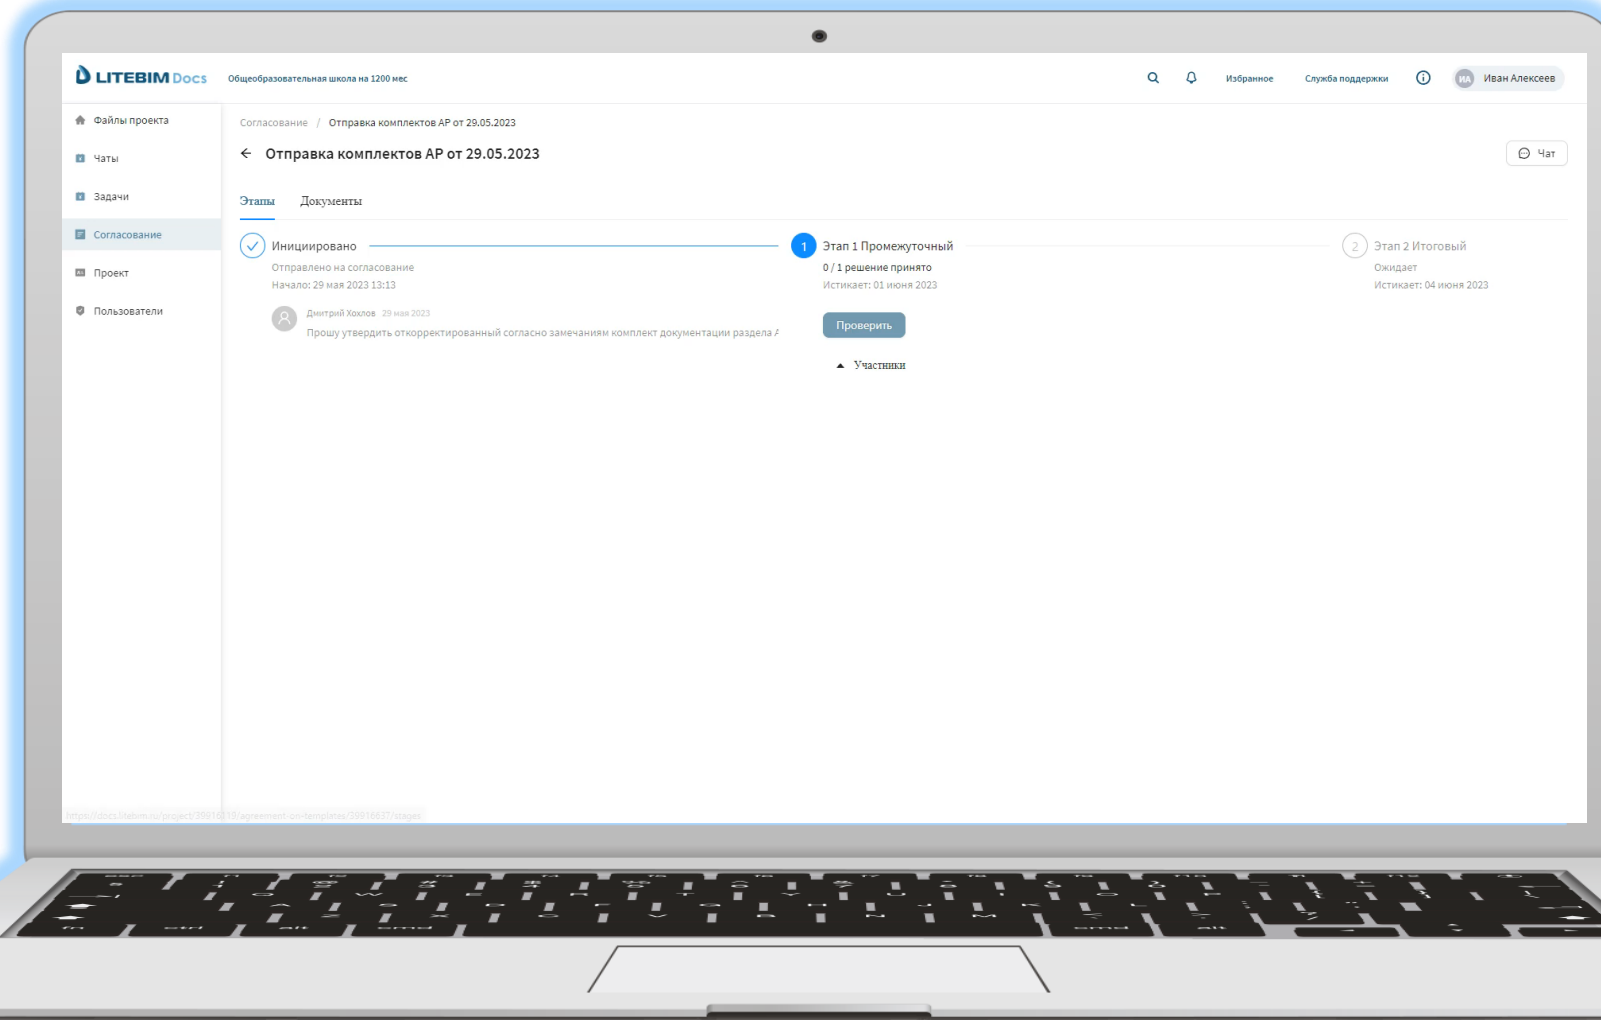 LITEBIM Docs
Общеобразовательная школа на 1200 мес
Избранное
Служба поддержки
ИА
Иван Алексеев
Файлы проекта
Чаты
Задачи
Согласование
Проект
Пользователи
Согласование / Отправка комплектов АР от 29.05.2023
Отправка комплектов АР от 29.05.2023
Чат
Этапы
Документы
Инициировано
Отправлено на согласование
Начало: 29 мая 2023 13:13
Дмитрий Хохлов 29 мая 2023
Прошу утвердить откорректированный согласно замечаниям комплект документации раздела А
1
Этап 1 Промежуточный
0 / 1 решение принято
Истекает: 01 июня 2023
Проверить
Участники
2
Этап 2 Итоговый
Ожидает
Истекает: 04 июня 2023